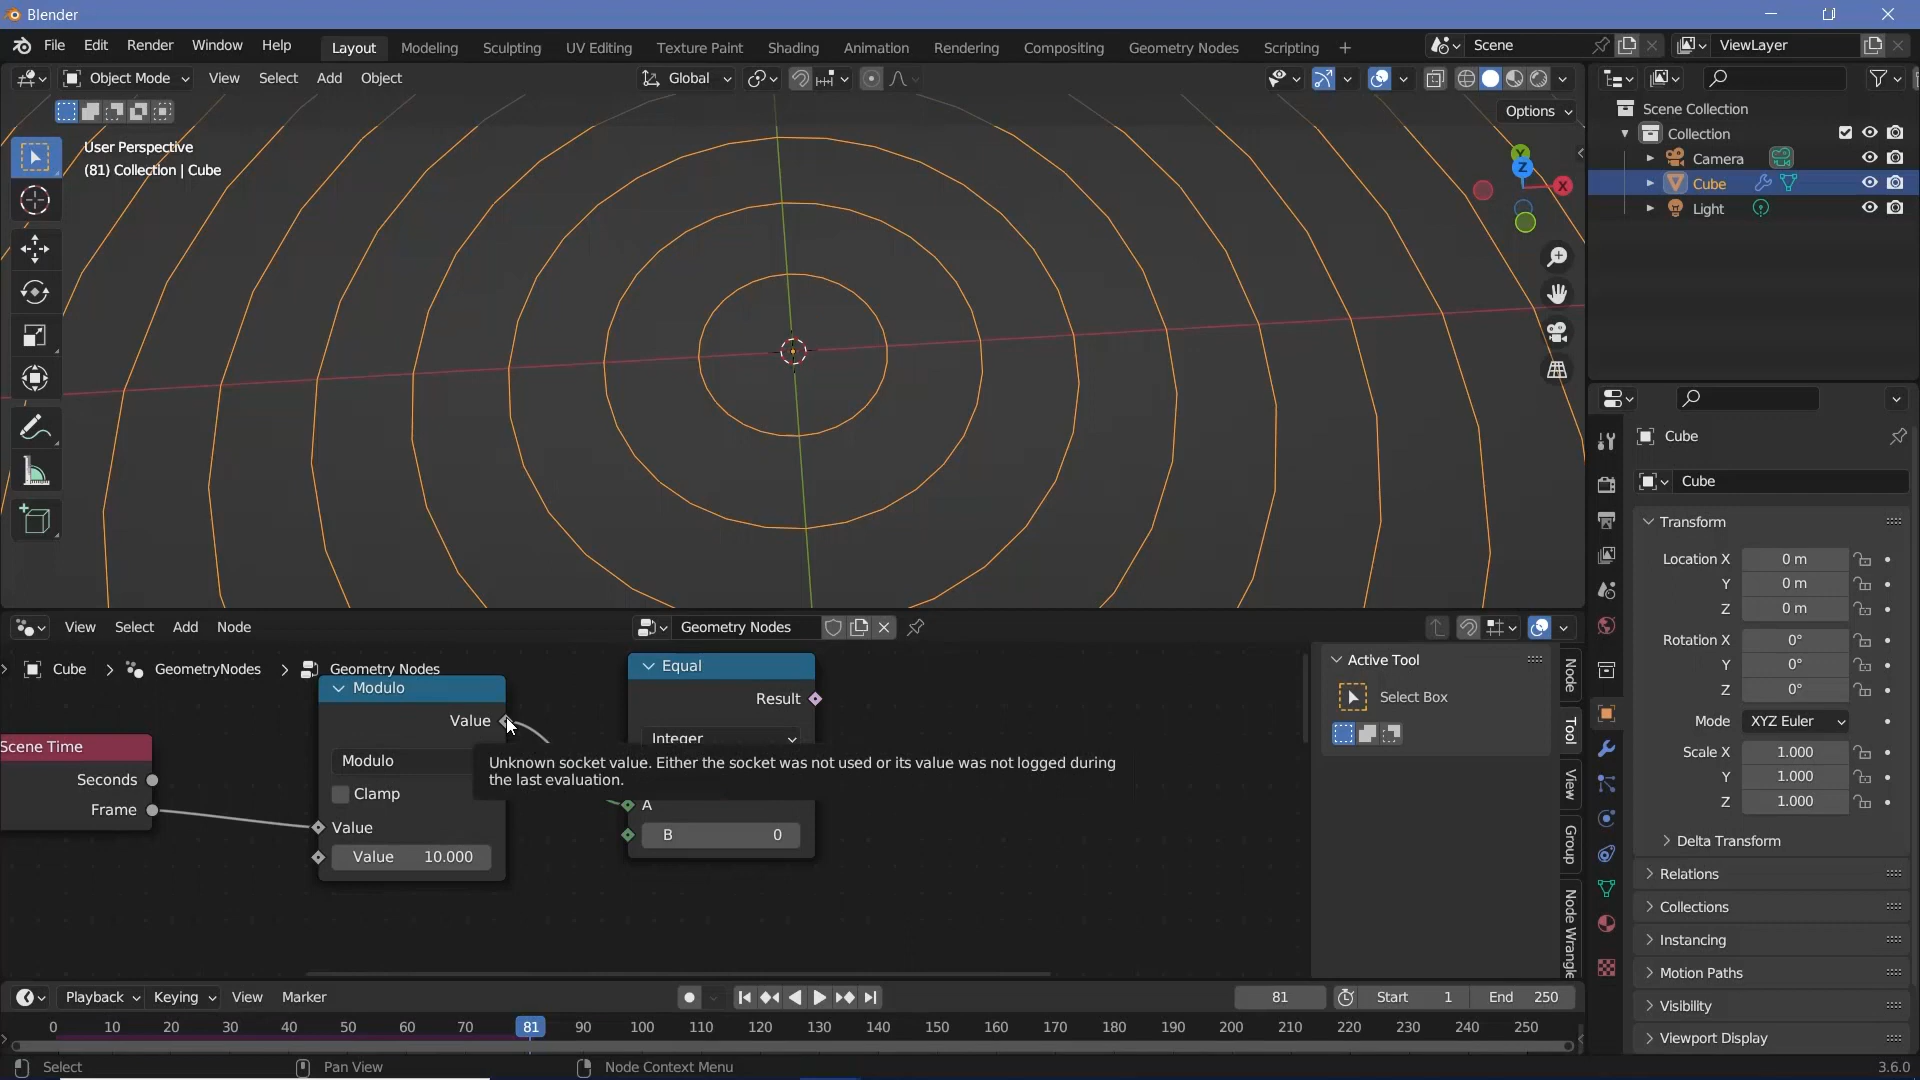 Blender
File Edit Render Window Help
Layout Modeling Sculpting UV Editing Texture Paint Shading Animation Rendering Compositing Geometry Nodes Scripting +
Scene
ViewLayer
Object Mode View Select Add Object
Global
Options
User Perspective
(81) Collection | Cube
Y
Z
X
Scene Collection
Collection
Camera
Cube
Light
Cube
Cube
Transform
Location X 0 m
Y 0 m
Z 0 m
Rotation X 0°
Y 0°
Z 0°
Mode XYZ Euler
Scale X 1.000
Y 1.000
Z 1.000
Delta Transform
Relations
Collections
Instancing
Motion Paths
Visibility
Viewport Display
View Select Add Node
Geometry Nodes
Cube > GeometryNodes > Geometry Nodes
Scene Time
Seconds
Frame
Modulo
Value
Modulo
Clamp
Value
Value 10.000
Equal
Result
Integer
A
B 0
Unknown socket value. Either the socket was not used or its value was not logged during
the last evaluation.
Active Tool
Select Box
Node
Tool
View
Group
Node Wrangle
Playback Keying View Marker
81
Start 1
End 250
0 10 20 30 40 50 60 70 81 90 100 110 120 130 140 150 160 170 180 190 200 210 220 230 240 250
Select
Pan View
Node Context Menu
3.6.0